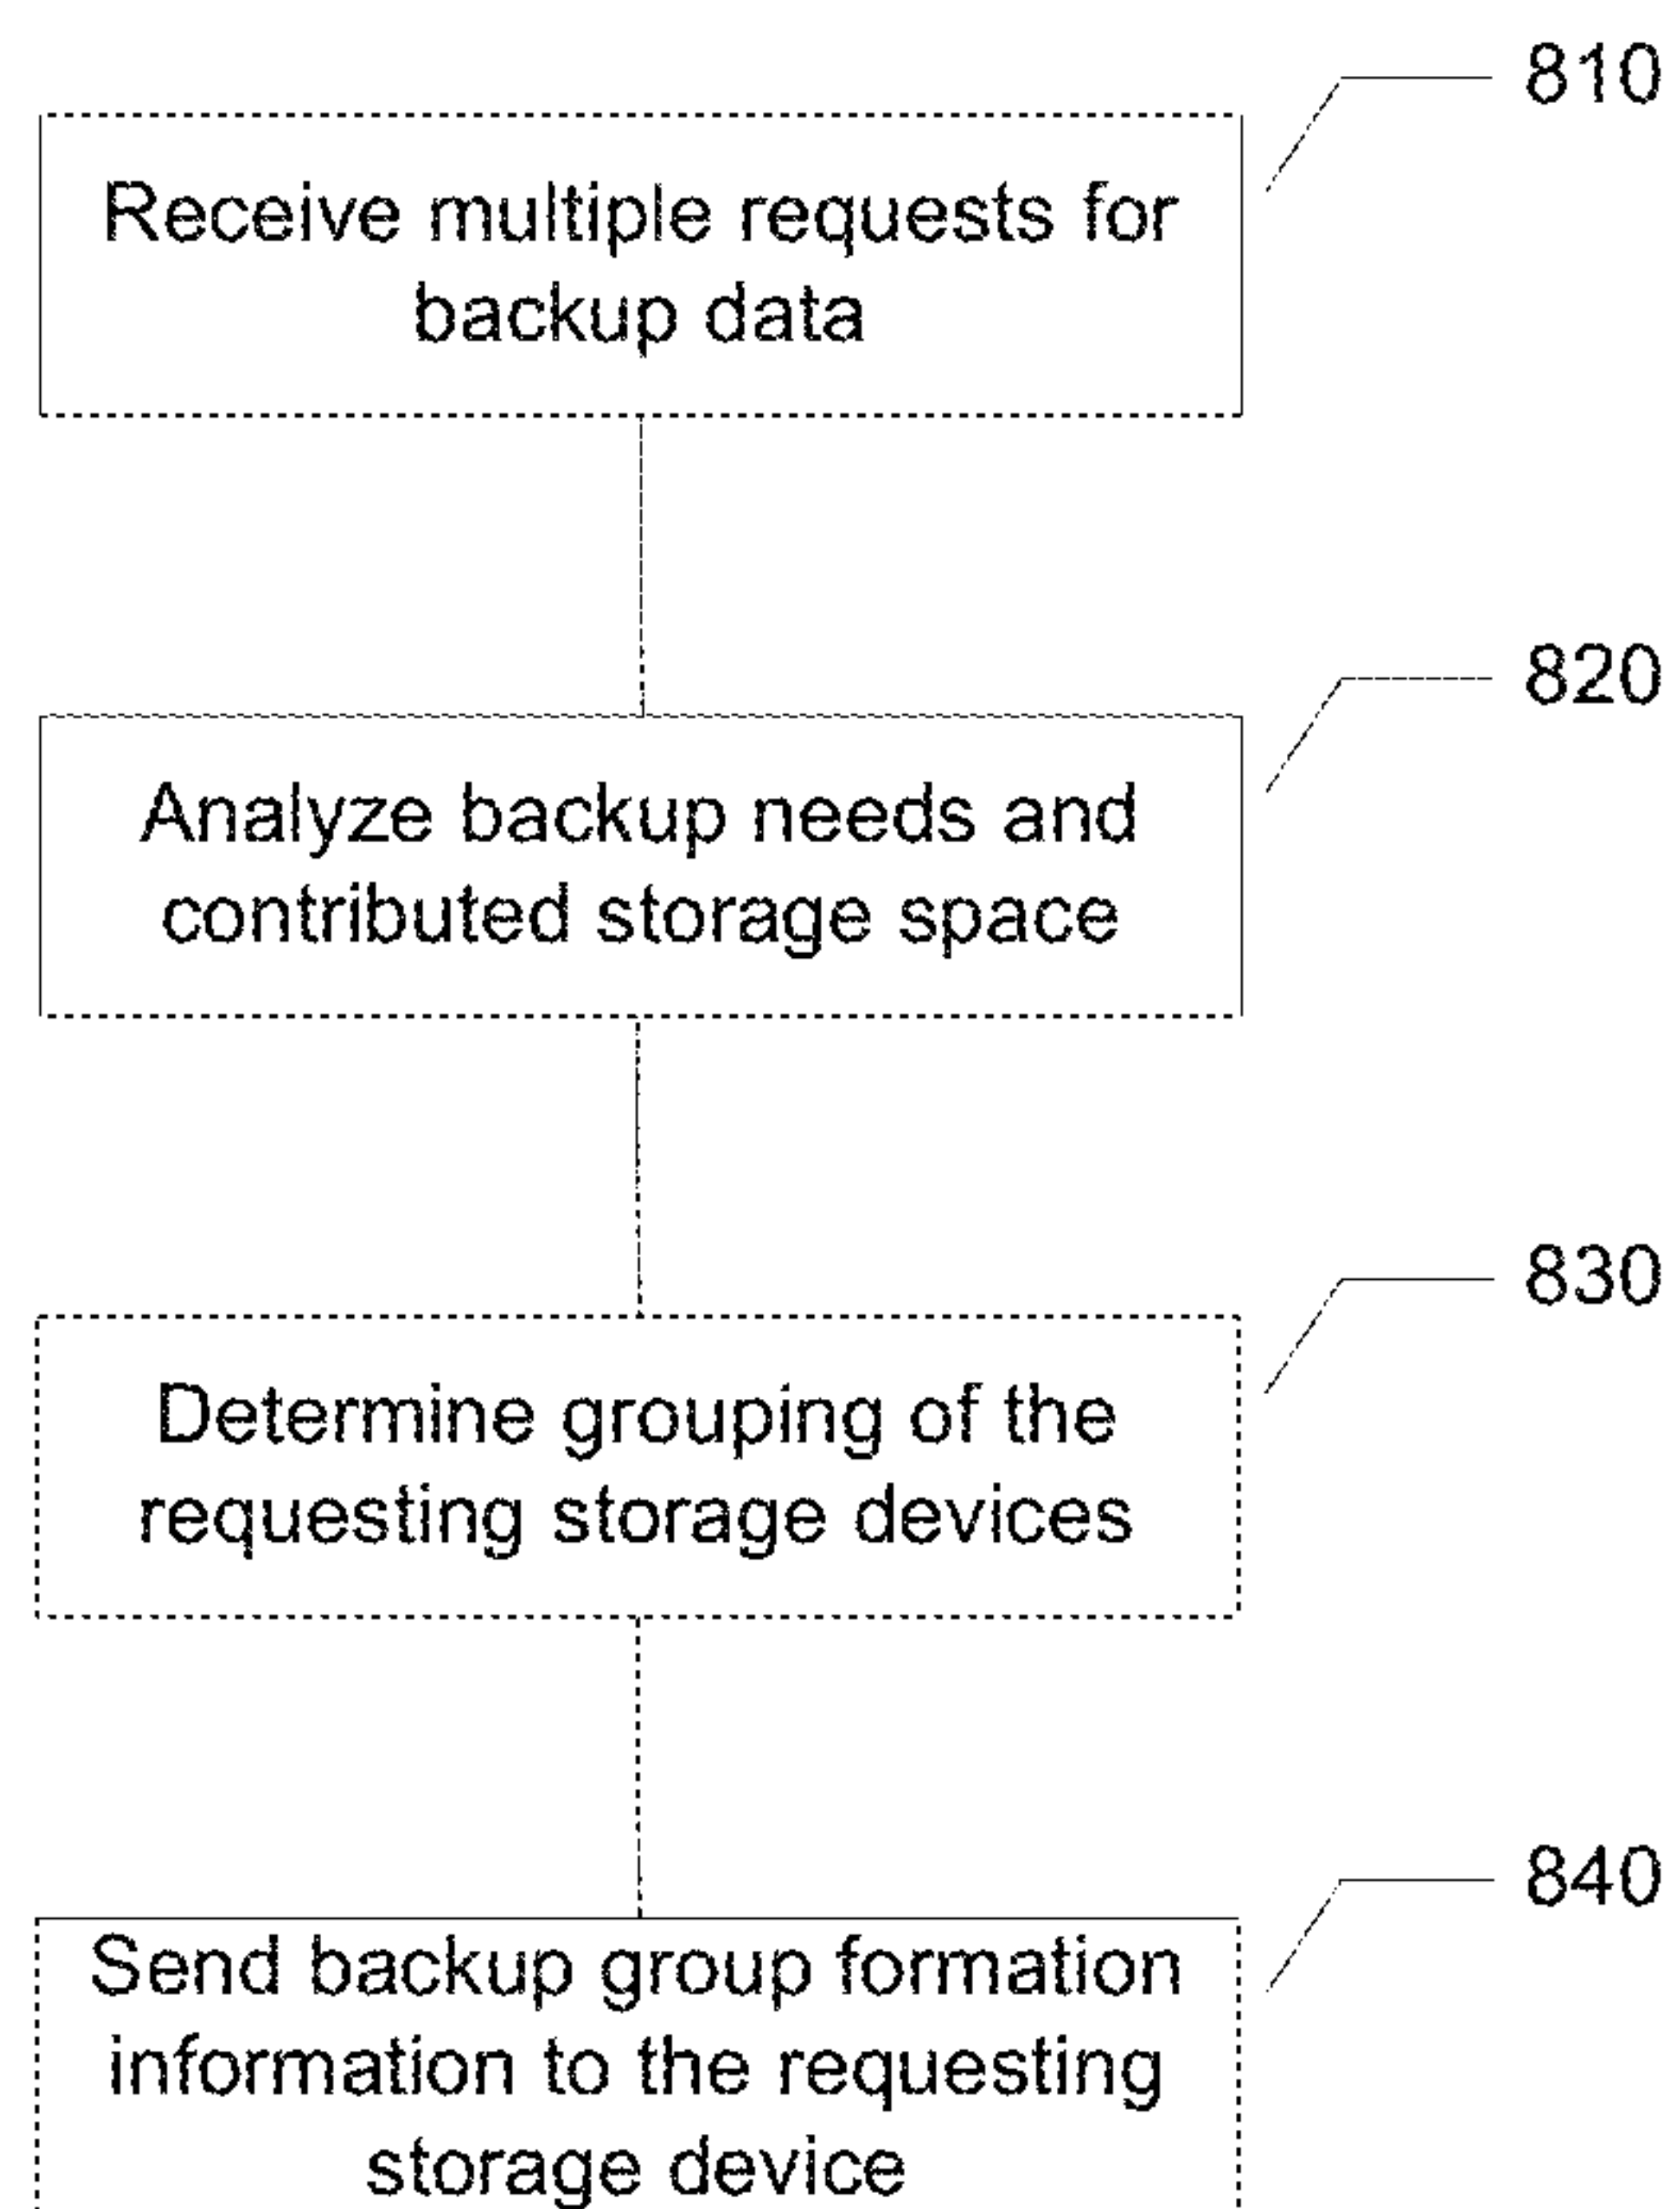 810
Receive multiple requests for
backup data
820
Analyze backup needs and
contributed storage space
830
Determine grouping of the
requesting storage devices
840
Send backup group formation
information to the requesting
storage device